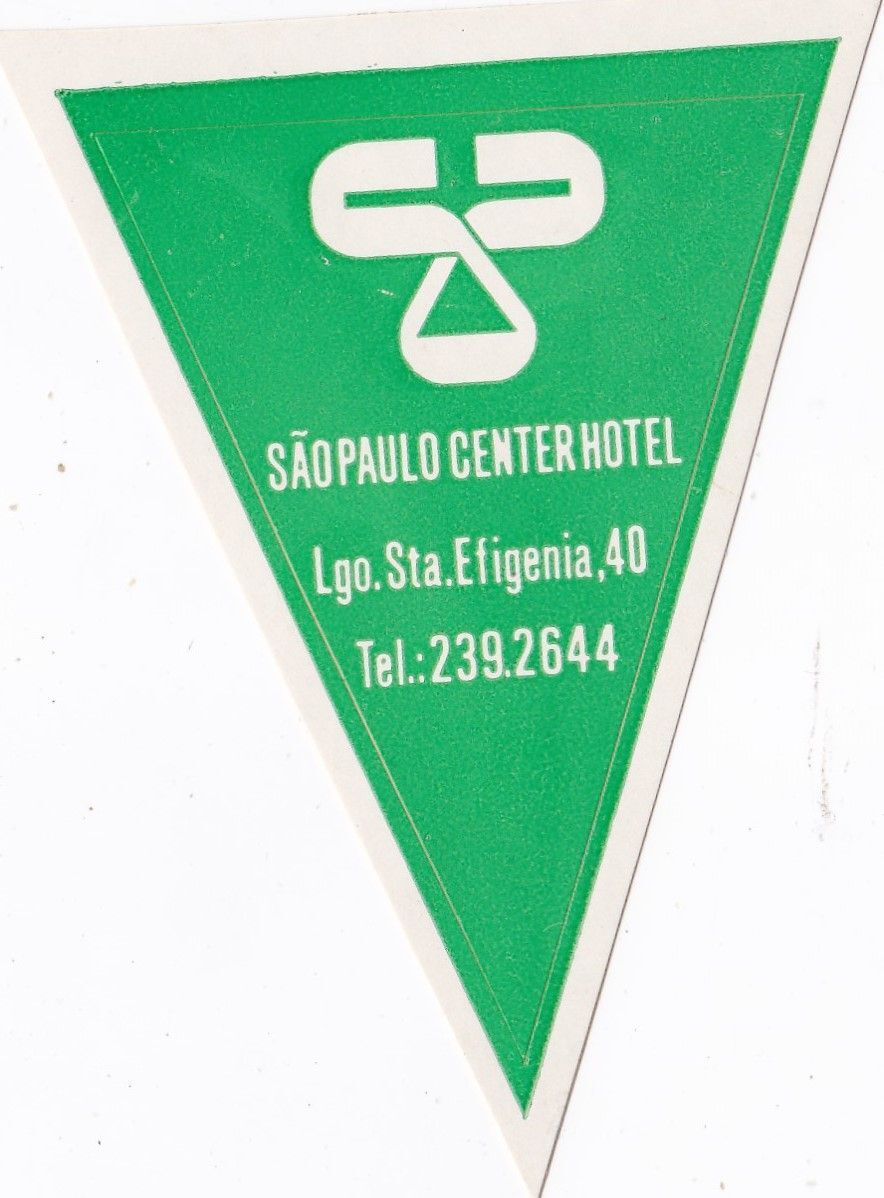 SÃO PAULO CENTER HOTEL
Lgo. Sta. Efigenia, 40
Tel.: 239.2644